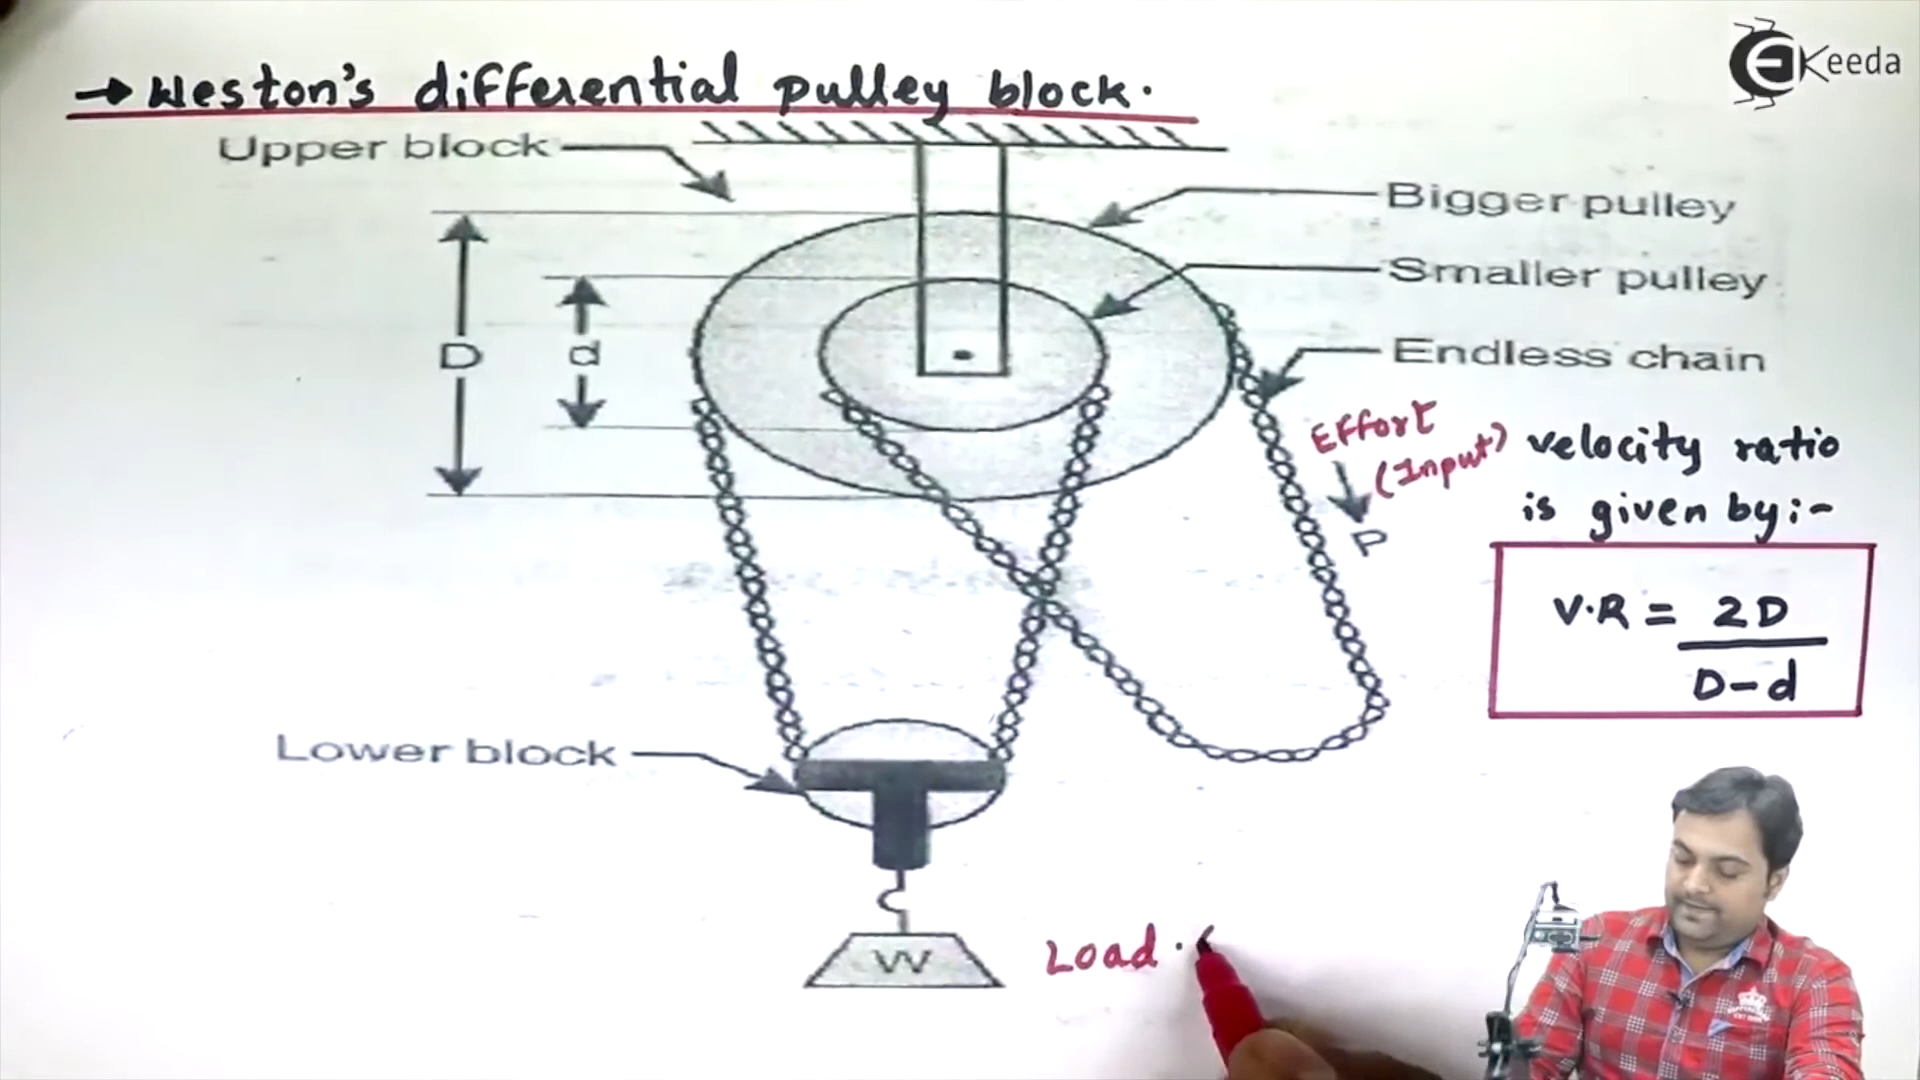 → Weston's differential pulley block.
EKeeda
Upper block
Bigger pulley
Smaller pulley
D
d
Endless chain
Effort
(Input)
P
velocity ratio
is given by:-
V.R = 2D
D-d
Lower block
W
Load. (